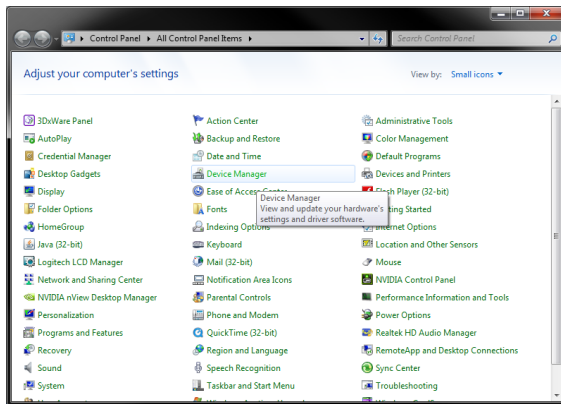 Control Panel ▸ All Control Panel Items ▸
Search Control Panel
Adjust your computer's settings
View by: Small icons
3DxWare Panel
Action Center
Administrative Tools
AutoPlay
Backup and Restore
Color Management
Credential Manager
Date and Time
Default Programs
Desktop Gadgets
Device Manager
Devices and Printers
Display
Ease of Access Center
Flash Player (32-bit)
Device Manager
View and update your hardware's
settings and driver software.
Folder Options
Fonts
HomeGroup
Indexing Options
Internet Options
Java (32-bit)
Keyboard
Location and Other Sensors
Logitech LCD Manager
Mail (32-bit)
Mouse
Network and Sharing Center
Notification Area Icons
NVIDIA Control Panel
NVIDIA nView Desktop Manager
Parental Controls
Performance Information and Tools
Personalization
Phone and Modem
Power Options
Programs and Features
QuickTime (32-bit)
Realtek HD Audio Manager
Recovery
Region and Language
RemoteApp and Desktop Connections
Sound
Speech Recognition
Sync Center
System
Taskbar and Start Menu
Troubleshooting